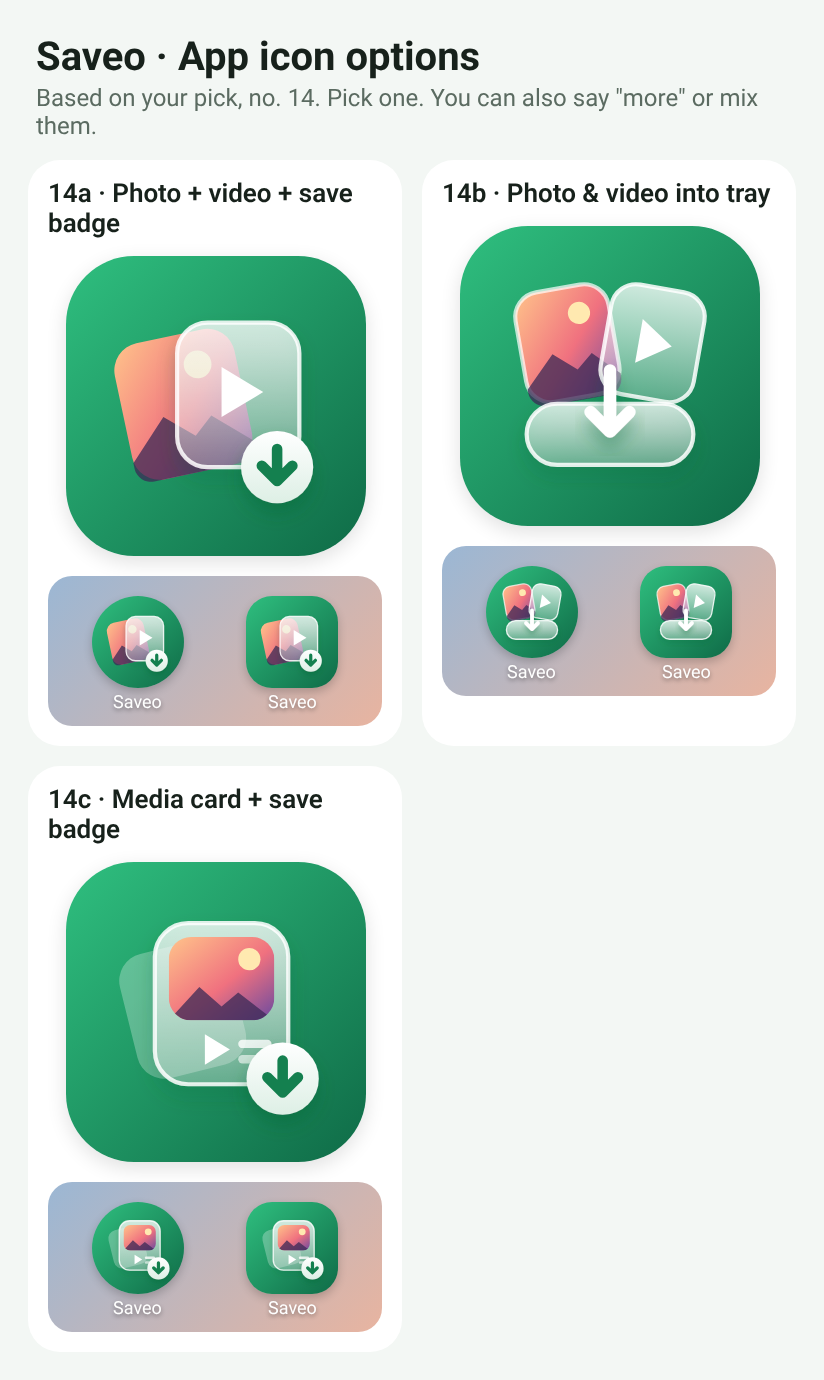 Saveo · App icon options
Based on your pick, no. 14. Pick one. You can also say "more" or mix
them.
14a · Photo + video + save
badge
Saveo
Saveo
14b · Photo & video into tray
Saveo
Saveo
14c · Media card + save
badge
Saveo
Saveo